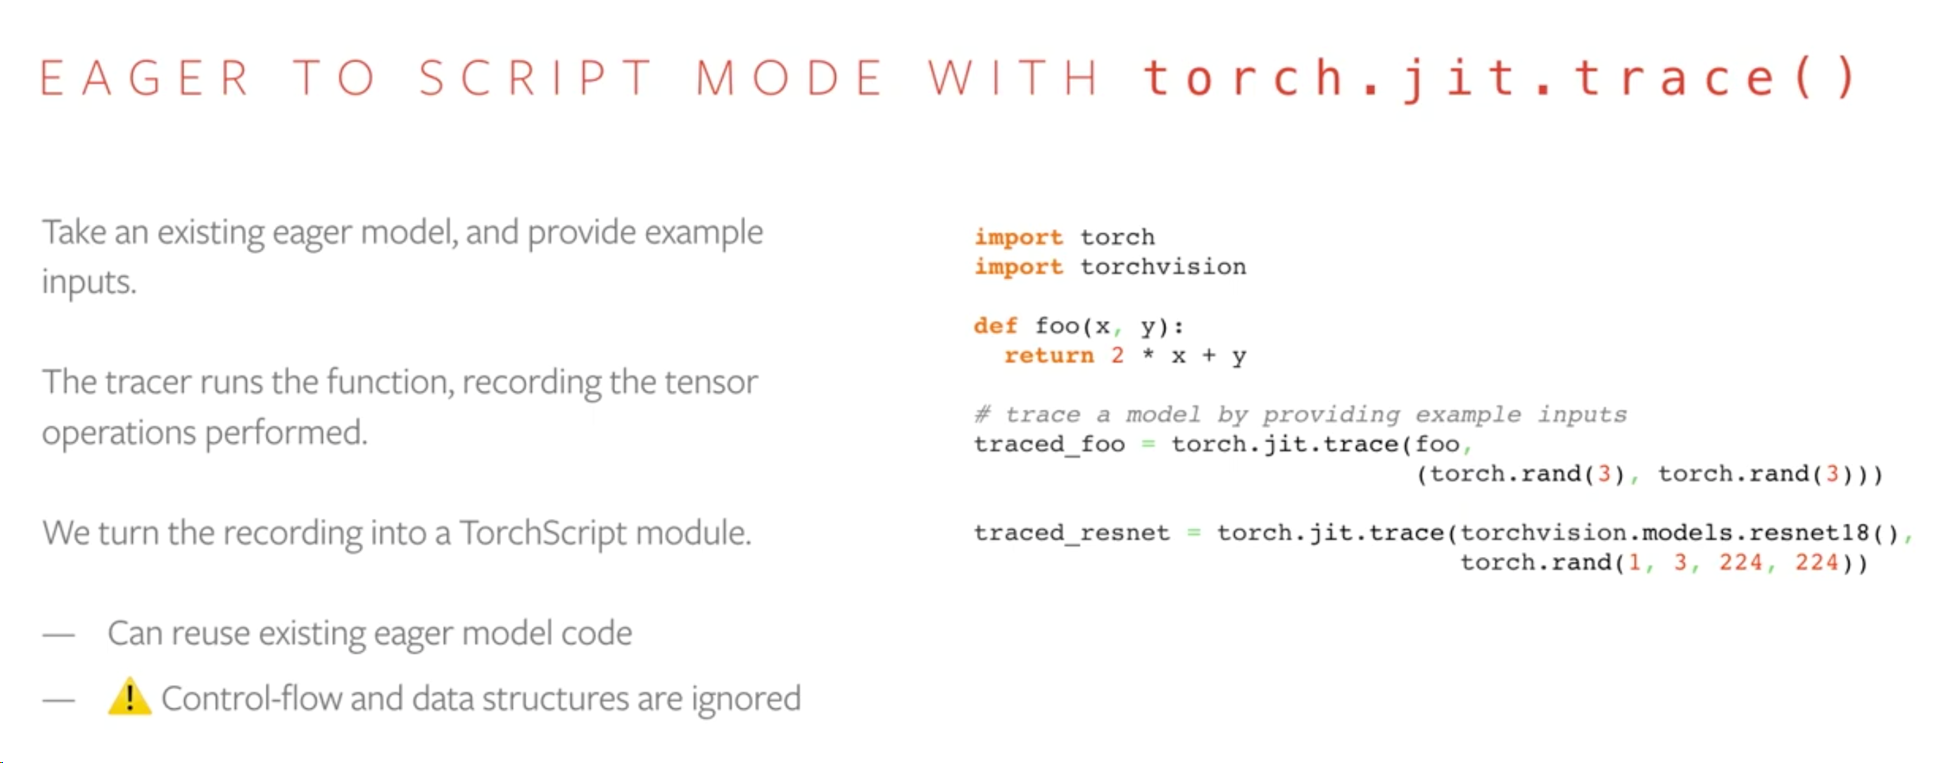 EAGER TO SCRIPT MODE WITH torch.jit.trace()
Take an existing eager model, and provide example
inputs.
The tracer runs the function, recording the tensor
operations performed.
We turn the recording into a TorchScript module.
— Can reuse existing eager model code
— ⚠️ Control-flow and data structures are ignored
import torch
import torchvision
def foo(x, y):
  return 2 * x + y
# trace a model by providing example inputs
traced_foo = torch.jit.trace(foo,
                             (torch.rand(3), torch.rand(3)))
traced_resnet = torch.jit.trace(torchvision.models.resnet18(),
                                torch.rand(1, 3, 224, 224))